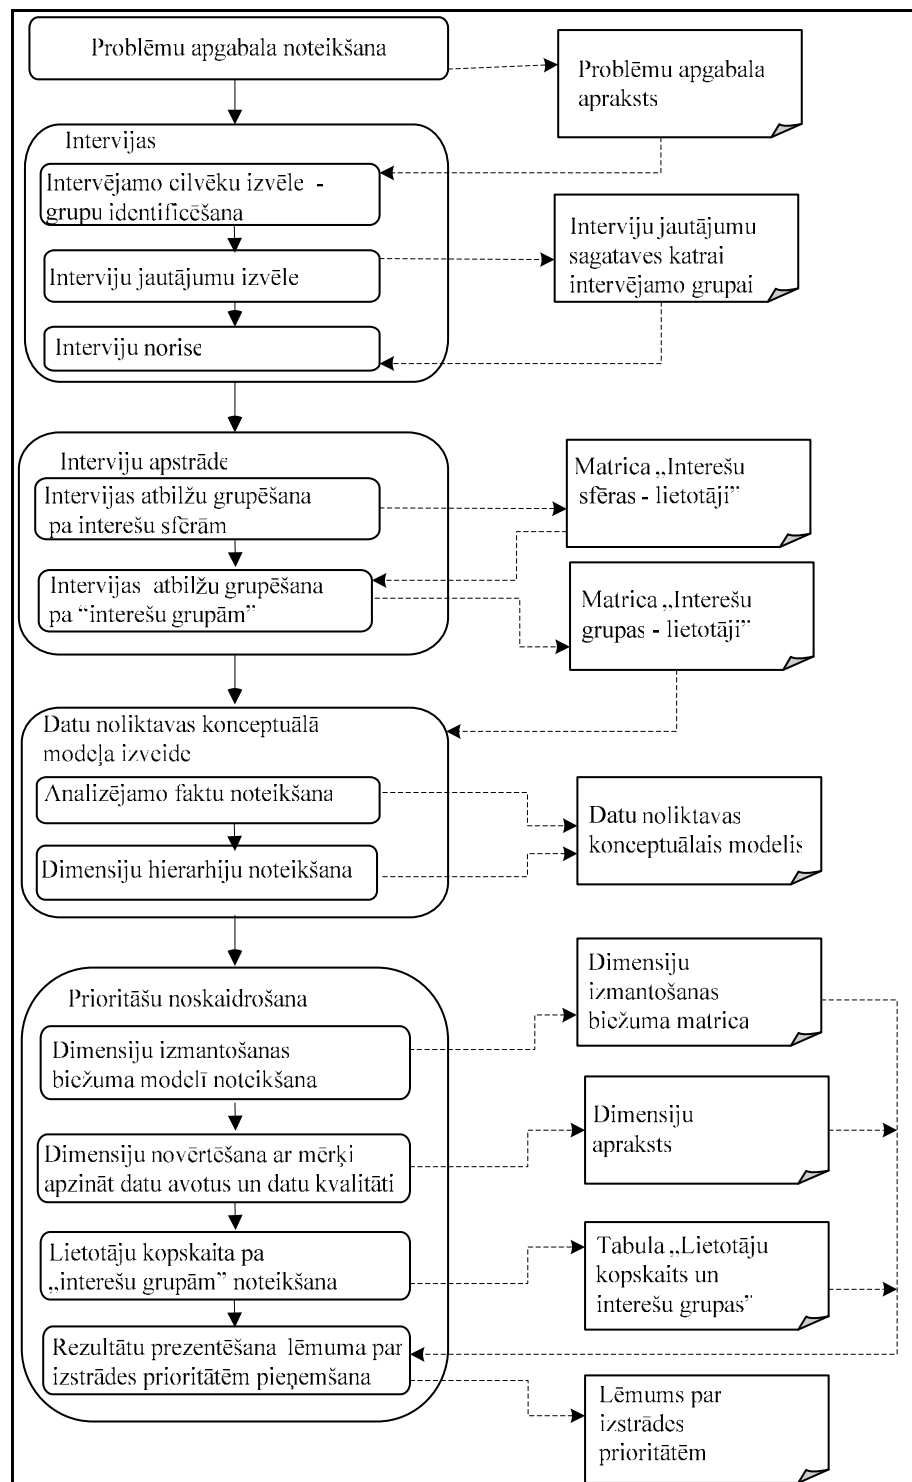 Problēmu apgabala noteikšana
Problēmu apgabala
apraksts
Intervijas
Intervējamo cilvēku izvēle -
grupu identificēšana
Interviju jautājumu izvēle
Interviju jautājumu
sagataves katrai
intervējamo grupai
Interviju norise
Interviju apstrāde
Intervijas atbilžu grupēšana
pa interešu sfērām
Matrica „Interešu
sfēras - lietotāji”
Intervijas atbilžu grupēšana
pa “interešu grupām”
Matrica „Interešu
grupas - lietotāji”
Datu noliktavas konceptuālā
modeļa izveide
Analizējamo faktu noteikšana
Dimensiju hierarhiju noteikšana
Datu noliktavas
konceptuālais modelis
Prioritāšu noskaidrošana
Dimensiju izmantošanas
biežuma modelī noteikšana
Dimensiju
izmantošanas
biežuma matrica
Dimensiju novērtēšana ar mērķi
apzināt datu avotus un datu kvalitāti
Dimensiju
apraksts
Lietotāju kopskaita pa
„interešu grupām” noteikšana
Tabula „Lietotāju
kopskaits un
interešu grupas”
Rezultātu prezentēšana lēmuma par
izstrādes prioritātēm pieņemšana
Lēmums par
izstrādes
prioritātēm